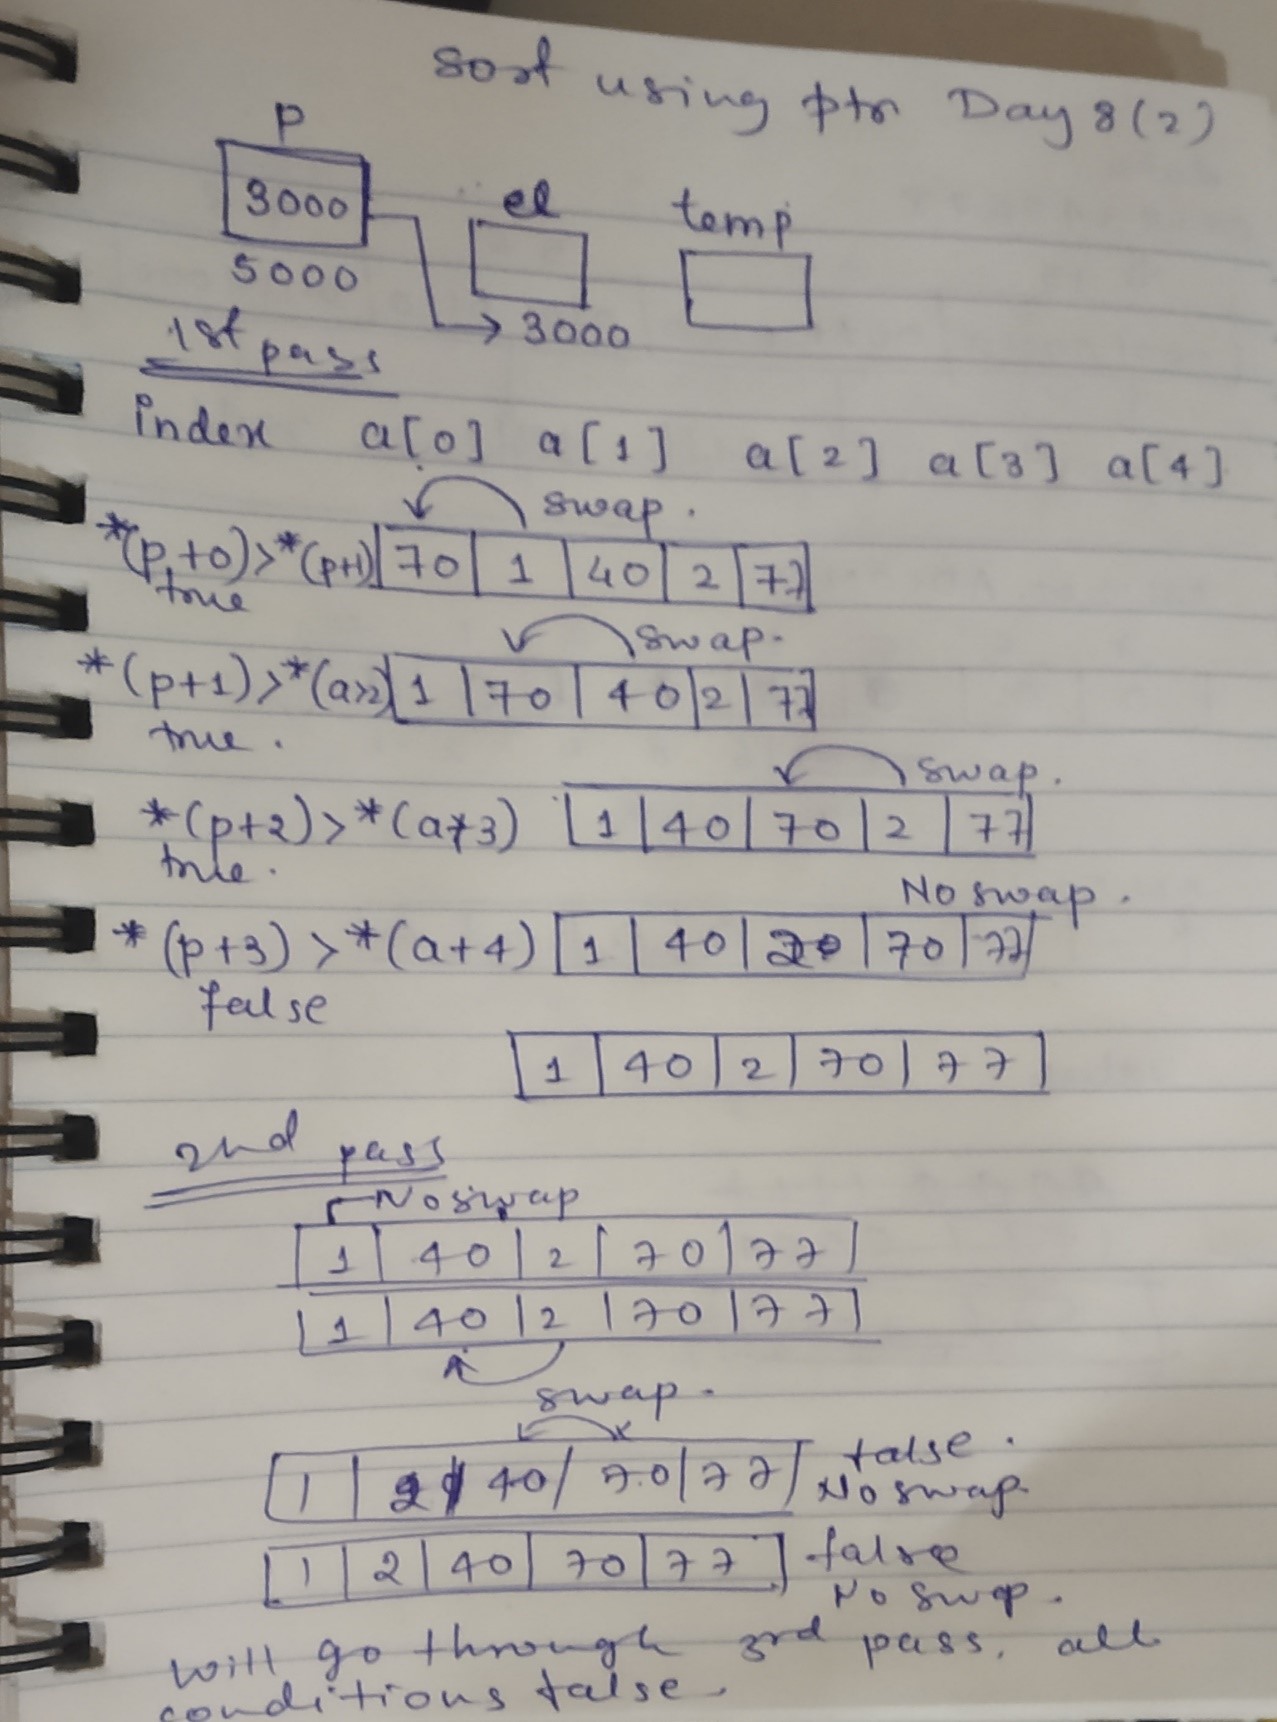 sort using ptr Day 8(2)
p
3000
5000
el
temp
3000
1st pass
index a[0] a[1] a[2] a[3] a[4]
swap.
*(p+0)>*(p+1) 70 1 40 2 77
true
swap.
*(p+1)>*(a>2) 1 70 40 2 77
true.
swap.
*(p+2)>*(a+3) 1 40 70 2 77
true.
No swap.
*(p+3)>*(a+4) 1 40 2 70 77
false
1 40 2 70 77
2nd pass
No swap
1 40 2 70 77
1 40 2 70 77
swap.
1 2 40 70 77 false.
No swap.
1 2 40 70 77 false
No swap.
will go through 3rd pass, all
conditions false.